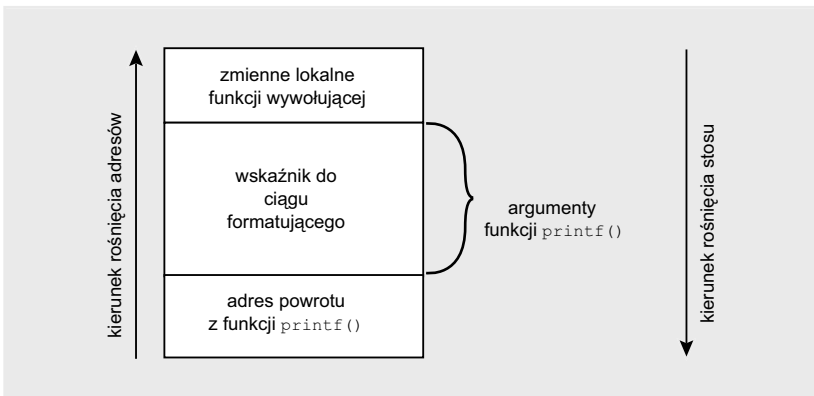 kierunek rośnięcia adresów
zmienne lokalne
funkcji wywołującej
wskaźnik do
ciągu
formatującego
adres powrotu
z funkcji printf()
argumenty
funkcji printf()
kierunek rośnięcia stosu